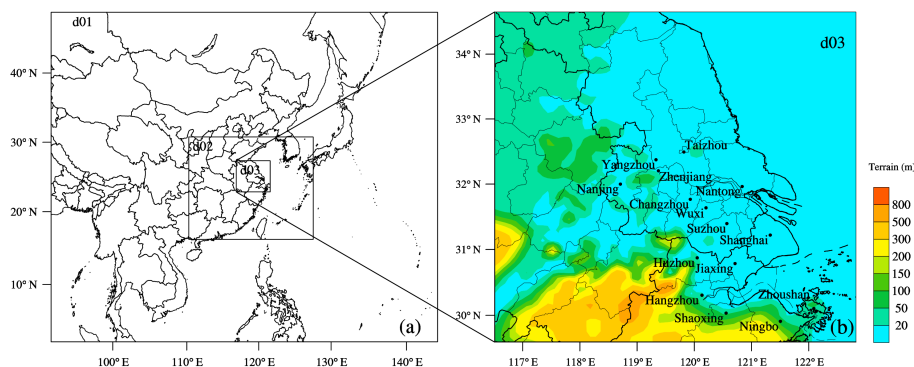 d01
40° N
30° N
20° N
10° N
d02
d03
(a)
100° E
110° E
120° E
130° E
140° E
d03
34° N
33° N
32° N
31° N
30° N
Taizhou
Yangzhou
Zhenjiang
Nanjing
Nantong
Changzhou
Wuxi
Suzhou
Shanghai
Huzhou
Jiaxing
Hangzhou
Zhoushan
Shaoxing
Ningbo
(b)
117° E
118° E
119° E
120° E
121° E
122° E
Terrain (m)
800
500
300
200
150
100
50
20